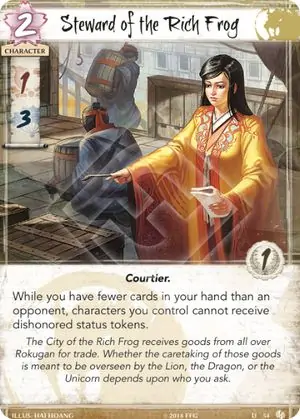 2
Steward of the Rich Frog
CHARACTER
1
3
1
Courtier.
While you have fewer cards in your hand than an
opponent, characters you control cannot receive
dishonored status tokens.
The City of the Rich Frog receives goods from all over
Rokugan for trade. Whether the caretaking of those goods
is meant to be overseen by the Lion, the Dragon, or the
Unicorn depends upon who you ask.
ILLUS. HAI HOANG
© 2018 FFG